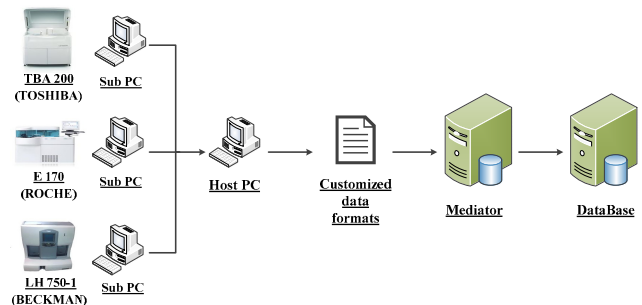 TBA 200
(TOSHIBA)
Sub PC
E 170
(ROCHE)
Sub PC
Host PC
Customized
data
formats
Mediator
DataBase
LH 750-1
(BECKMAN)
Sub PC